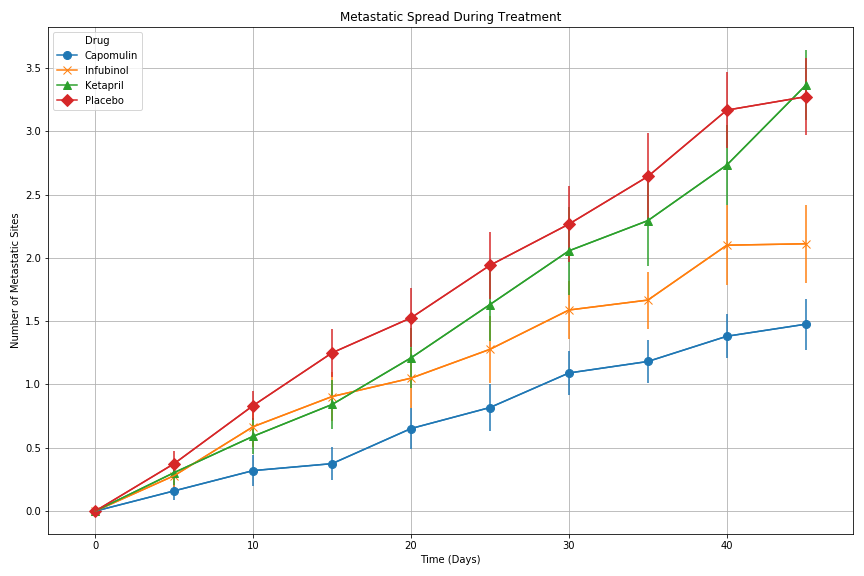 Metastatic Spread During Treatment
Drug
Capomulin
Infubinol
Ketapril
Placebo
Number of Metastatic Sites
3.5
3.0
2.5
2.0
1.5
1.0
0.5
0.0
0
10
20
30
40
Time (Days)